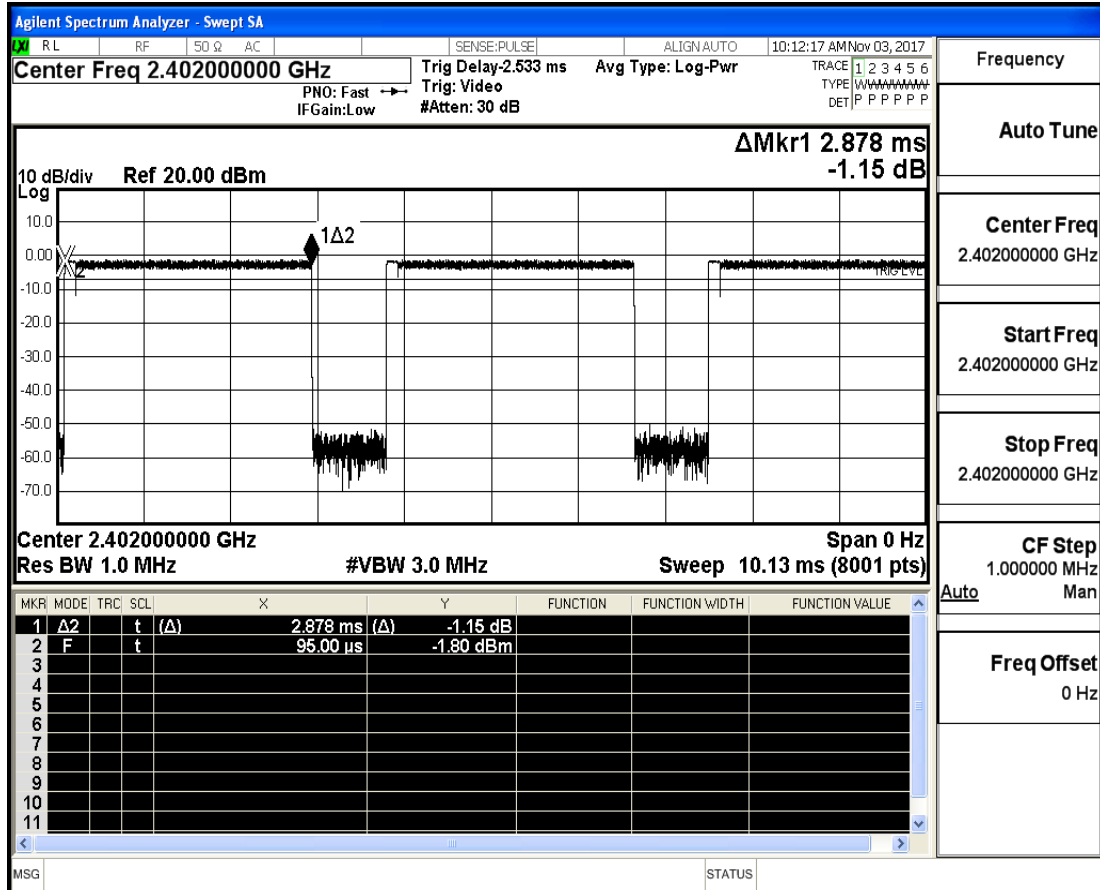 Agilent Spectrum Analyzer - Swept SA
LXI RL RF 50 Ω AC SENSE:PULSE ALIGN AUTO 10:12:17 AM Nov 03, 2017
Center Freq 2.402000000 GHz
PNO: Fast
IFGain:Low
Trig Delay-2.533 ms
Trig: Video
#Atten: 30 dB
Avg Type: Log-Pwr
TRACE 1 2 3 4 5 6
TYPE WWWWWWW
DET P P P P P P
ΔMkr1 2.878 ms
-1.15 dB
10 dB/div Ref 20.00 dBm
Log
10.0
0.00
-10.0
-20.0
-30.0
-40.0
-50.0
-60.0
-70.0
1Δ2
2
TRIG LVL
Center 2.402000000 GHz Span 0 Hz
Res BW 1.0 MHz #VBW 3.0 MHz Sweep 10.13 ms (8001 pts)
MKR MODE TRC SCL X Y FUNCTION FUNCTION WIDTH FUNCTION VALUE
1 Δ2 t (Δ) 2.878 ms (Δ) -1.15 dB
2 F t 95.00 µs -1.80 dBm
3
4
5
6
7
8
9
10
11
MSG STATUS
Frequency
Auto Tune
Center Freq
2.402000000 GHz
Start Freq
2.402000000 GHz
Stop Freq
2.402000000 GHz
CF Step
1.000000 MHz
Auto Man
Freq Offset
0 Hz